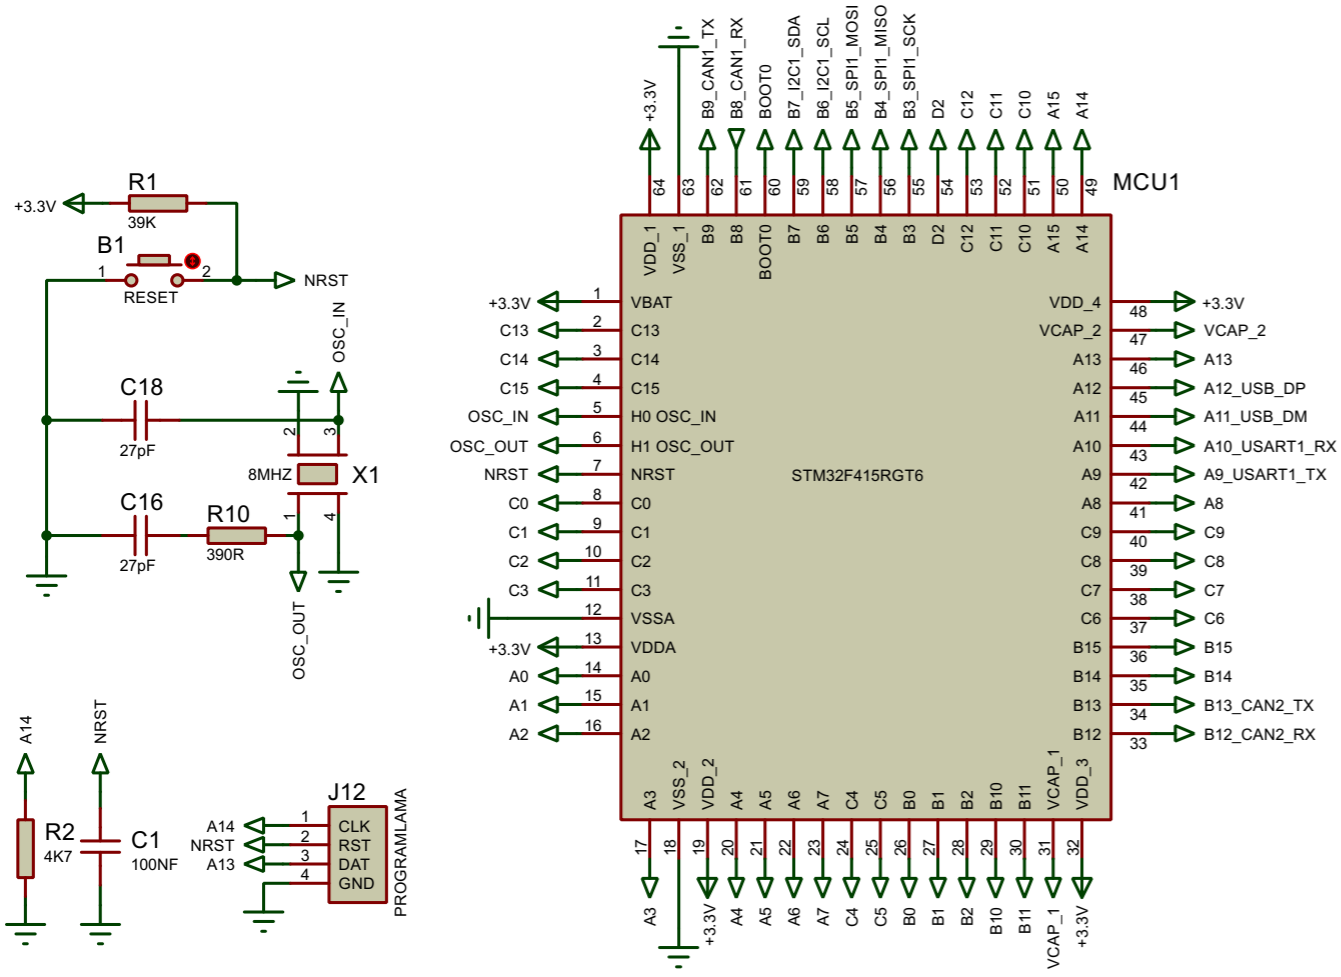 R1
+3.3V
39K
B1
1
2
RESET
NRST
OSC_IN
C18
27pF
2
3
8MHZ
X1
1
4
C16
27pF
R10
390R
OSC_OUT
A14
R2
4K7
NRST
C1
100NF
J12
A14 1 CLK
NRST 2 RST
A13 3 DAT
4 GND
PROGRAMLAMA
MCU1
STM32F415RGT6
+3.3V 64 VDD_1
63 VSS_1
B9_CAN1_TX 62 B9
B8_CAN1_RX 61 B8
BOOT0 60 BOOT0
B7_I2C1_SDA 59 B7
B6_I2C1_SCL 58 B6
B5_SPI1_MOSI 57 B5
B4_SPI1_MISO 56 B4
B3_SPI1_SCK 55 B3
D2 54 D2
C12 53 C12
C11 52 C11
C10 51 C10
A15 50 A15
A14 49 A14
+3.3V 1 VBAT
C13 2 C13
C14 3 C14
C15 4 C15
OSC_IN 5 H0 OSC_IN
OSC_OUT 6 H1 OSC_OUT
NRST 7 NRST
C0 8 C0
C1 9 C1
C2 10 C2
C3 11 C3
12 VSSA
+3.3V 13 VDDA
A0 14 A0
A1 15 A1
A2 16 A2
VDD_4 48 +3.3V
VCAP_2 47 VCAP_2
A13 46 A13
A12 45 A12_USB_DP
A11 44 A11_USB_DM
A10 43 A10_USART1_RX
A9 42 A9_USART1_TX
A8 41 A8
C9 40 C9
C8 39 C8
C7 38 C7
C6 37 C6
B15 36 B15
B14 35 B14
B13 34 B13_CAN2_TX
B12 33 B12_CAN2_RX
A3 17 A3
VSS_2 18
VDD_2 19 +3.3V
A4 20 A4
A5 21 A5
A6 22 A6
A7 23 A7
C4 24 C4
C5 25 C5
B0 26 B0
B1 27 B1
B2 28 B2
B10 29 B10
B11 30 B11
VCAP_1 31 VCAP_1
VDD_3 32 +3.3V